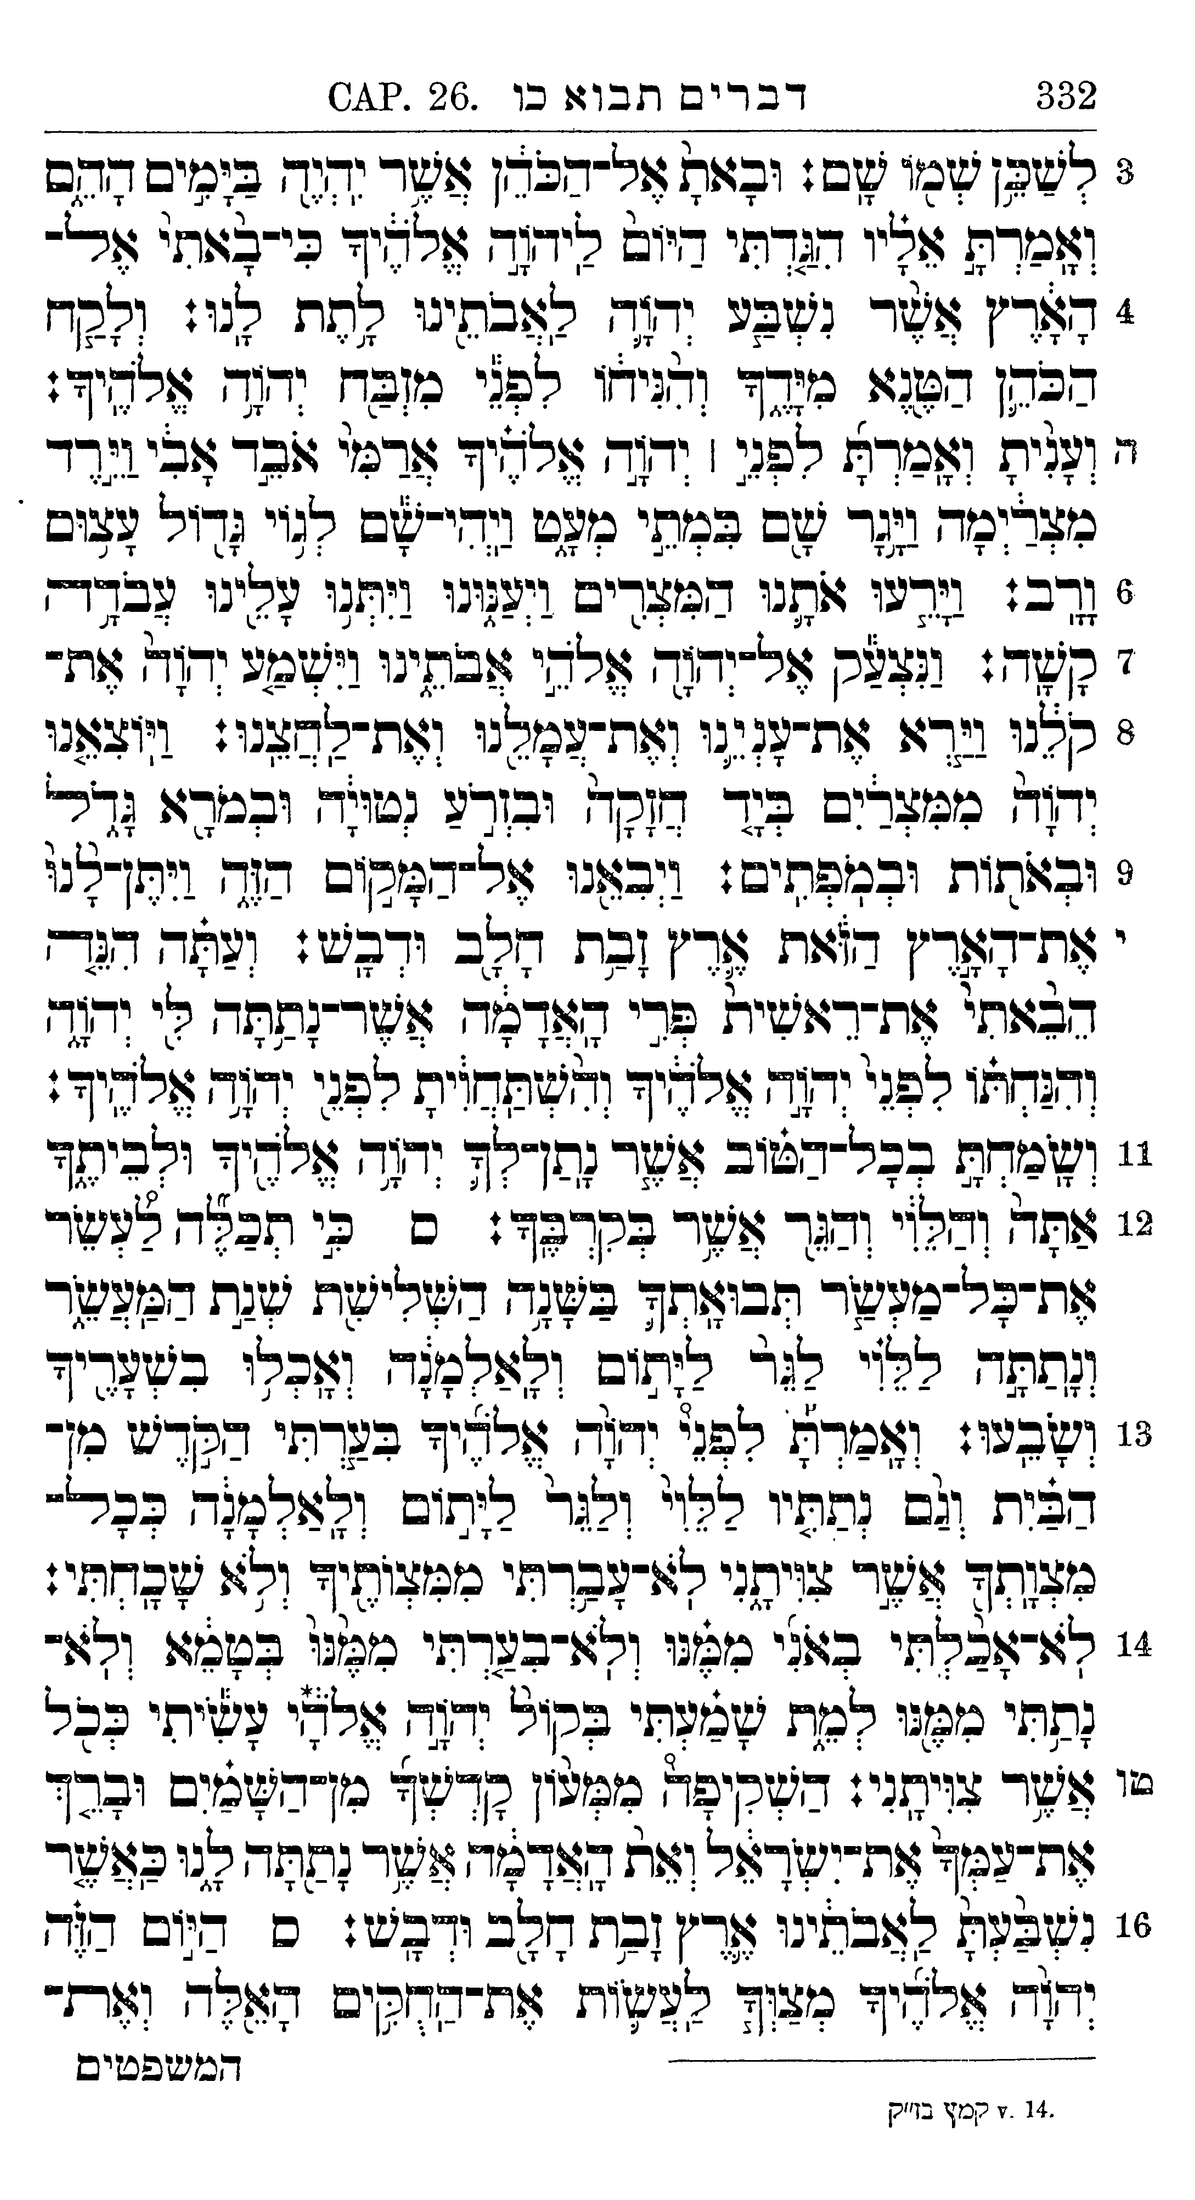 332 דברים תבוא כו CAP. 26.
3 לְשַׁכֵּ֥ן שְׁמ֖וֹ שָֽׁם׃ וּבָאתָ֙ אֶל־הַכֹּהֵ֔ן אֲשֶׁ֥ר יִהְיֶ֖ה בַּיָּמִ֣ים הָהֵ֑ם
וְאָמַרְתָּ֣ אֵלָ֗יו הִגַּ֤דְתִּי הַיּוֹם֙ לַיהוָֹ֣ה אֱלֹהֶ֔יךָ כִּי־בָ֙אתִי֙ אֶל־
4 הָאָ֔רֶץ אֲשֶׁ֨ר נִשְׁבַּ֧ע יְהוָֹ֛ה לַאֲבֹתֵ֖ינוּ לָ֥תֶת לָֽנוּ׃ וְלָקַ֧ח
הַכֹּהֵ֛ן הַטֶּ֖נֶא מִיָּדֶ֑ךָ וְהִ֨נִּיח֔וֹ לִפְנֵ֕י מִזְבַּ֖ח יְהוָֹ֥ה אֱלֹהֶֽיךָ׃
ה וְעָנִ֨יתָ וְאָמַרְתָּ֜ לִפְנֵ֣י ׀ יְהוָֹ֣ה אֱלֹהֶ֗יךָ אֲרַמִּי֙ אֹבֵ֣ד אָבִ֔י וַיֵּ֣רֶד
מִצְרַ֔יְמָה וַיָּ֥גָר שָׁ֖ם בִּמְתֵ֣י מְעָ֑ט וַֽיְהִי־שָׁ֕ם לְג֥וֹי גָּד֖וֹל עָצ֥וּם
6 וָרָֽב׃ וַיָּרֵ֧עוּ אֹתָ֛נוּ הַמִּצְרִ֖ים וַיְעַנּ֑וּנוּ וַיִּתְּנ֥וּ עָלֵ֖ינוּ עֲבֹדָ֥ה
7 קָשָֽׁה׃ וַנִּצְעַ֕ק אֶל־יְהוָֹ֖ה אֱלֹהֵ֣י אֲבֹתֵ֑ינוּ וַיִּשְׁמַ֤ע יְהוָֹה֙ אֶת־
8 קֹלֵ֔נוּ וַיַּ֧רְא אֶת־עָנְיֵ֛נוּ וְאֶת־עֲמָלֵ֖נוּ וְאֶת־לַחֲצֵֽנוּ׃ וַיּוֹצִאֵ֤נוּ
יְהוָֹה֙ מִמִּצְרַ֔יִם בְּיָ֤ד חֲזָקָה֙ וּבִזְרֹ֣עַ נְטוּיָ֔ה וּבְמֹרָ֖א גָּדֹ֑ל
9 וּבְאֹת֖וֹת וּבְמֹפְתִֽים׃ וַיְבִאֵ֖נוּ אֶל־הַמָּק֣וֹם הַזֶּ֑ה וַיִּתֶּן־לָ֙נוּ֙
י אֶת־הָאָ֣רֶץ הַזֹּ֔את אֶ֛רֶץ זָבַ֥ת חָלָ֖ב וּדְבָֽשׁ׃ וְעַתָּ֗ה הִנֵּ֤ה
הֵבֵ֙אתִי֙ אֶת־רֵאשִׁית֙ פְּרִ֣י הָאֲדָמָ֔ה אֲשֶׁר־נָתַ֥תָּה לִּ֖י יְהוָֹ֑ה
וְהִנַּחְתּ֗וֹ לִפְנֵי֙ יְהוָֹ֣ה אֱלֹהֶ֔יךָ וְהִֽשְׁתַּחֲוִ֔יתָ לִפְנֵ֖י יְהוָֹ֥ה אֱלֹהֶֽיךָ׃
11 וְשָׂמַחְתָּ֣ בְכָל־הַטּ֗וֹב אֲשֶׁ֧ר נָֽתַן־לְךָ֛ יְהוָֹ֥ה אֱלֹהֶ֖יךָ וּלְבֵיתֶ֑ךָ
12 אַתָּה֙ וְהַלֵּוִ֔י וְהַגֵּ֖ר אֲשֶׁ֥ר בְּקִרְבֶּֽךָ׃ ס כִּ֣י תְכַלֶּ֞ה לַ֠עְשֵׂר
אֶת־כָּל־מַעְשַׂ֧ר תְּבוּאָתְךָ֛ בַּשָּׁנָ֥ה הַשְּׁלִישִׁ֖ת שְׁנַ֣ת הַמַּעֲשֵׂ֑ר
וְנָתַתָּ֣ה לַלֵּוִ֗י לַגֵּר֙ לַיָּת֣וֹם וְלָֽאַלְמָנָ֔ה וְאָכְל֥וּ בִשְׁעָרֶ֖יךָ
13 וְשָׂבֵֽעוּ׃ וְאָמַרְתָּ֡ לִפְנֵי֩ יְהוָֹ֨ה אֱלֹהֶ֜יךָ בִּעַ֧רְתִּי הַקֹּ֣דֶשׁ מִן־
הַבַּ֗יִת וְגַ֨ם נְתַתִּ֤יו לַלֵּוִי֙ וְלַגֵּר֙ לַיָּת֣וֹם וְלָאַלְמָנָ֔ה כְּכָל־
מִצְוָתְךָ֖ אֲשֶׁ֣ר צִוִּיתָ֑נִי לֹֽא־עָבַ֥רְתִּי מִמִּצְוֺתֶ֖יךָ וְלֹ֥א שָׁכָֽחְתִּי׃
14 לֹא־אָכַ֨לְתִּי בְאֹנִ֜י מִמֶּ֗נּוּ וְלֹא־בִעַ֤רְתִּי מִמֶּ֙נּוּ֙ בְּטָמֵ֔א וְלֹא־
נָתַ֥תִּי מִמֶּ֖נּוּ לְמֵ֑ת שָׁמַ֗עְתִּי בְּקוֹל֙ יְהוָֹ֣ה אֱלֹהָ֔*י עָשִׂ֕יתִי כְּכֹ֖ל
טו אֲשֶׁ֥ר צִוִּיתָֽנִי׃ הַשְׁקִיפָה֩ מִמְּע֨וֹן קָדְשְׁךָ֜ מִן־הַשָּׁמַ֗יִם וּבָרֵ֤ךְ
אֶֽת־עַמְּךָ֙ אֶת־יִשְׂרָאֵ֔ל וְאֵת֙ הָאֲדָמָ֔ה אֲשֶׁ֥ר נָתַ֖תָּה לָ֑נוּ כַּאֲשֶׁ֤ר
16 נִשְׁבַּ֙עְתָּ֙ לַאֲבֹתֵ֔ינוּ אֶ֛רֶץ זָבַ֥ת חָלָ֖ב וּדְבָֽשׁ׃ ס הַיּ֣וֹם הַזֶּ֗ה
יְהוָֹ֨ה אֱלֹהֶ֜יךָ מְצַוְּךָ֧ לַעֲשׂ֛וֹת אֶת־הַחֻקִּ֥ים הָאֵ֖לֶּה וְאֶת־
המשפטים
v. 14. קמץ בז״ק